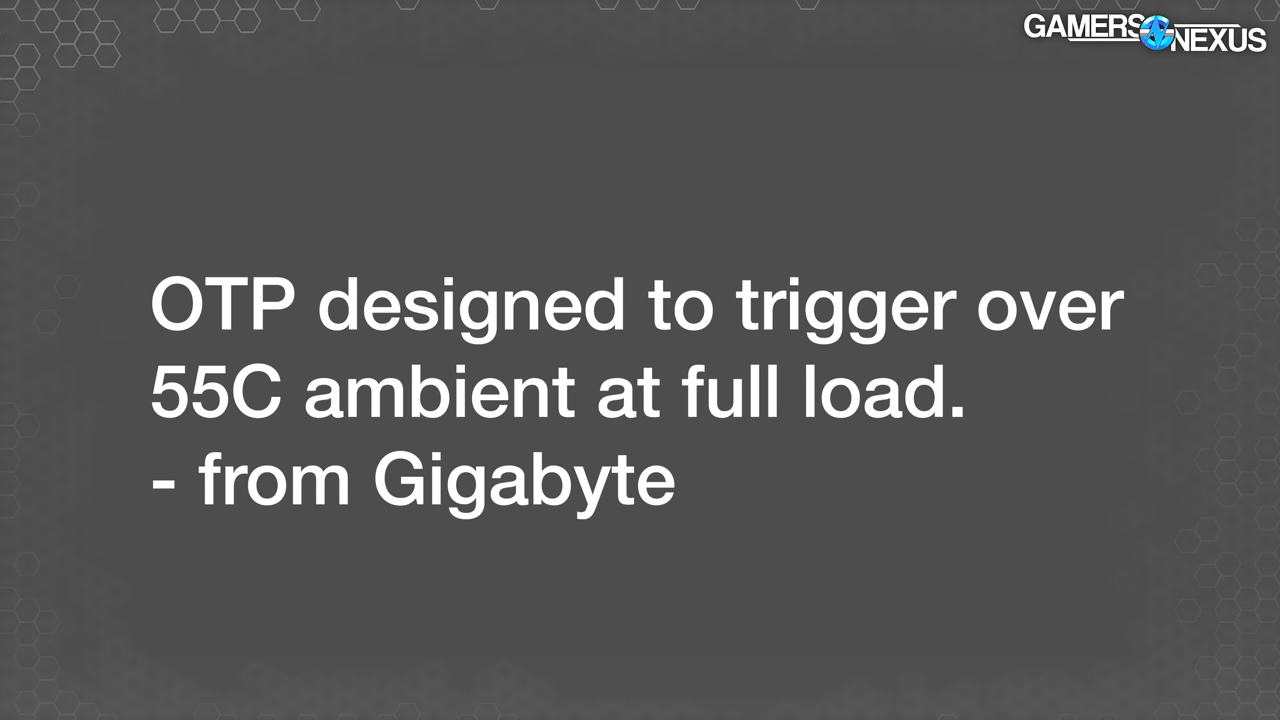 GAMERS NEXUS
OTP designed to trigger over
55C ambient at full load.
- from Gigabyte